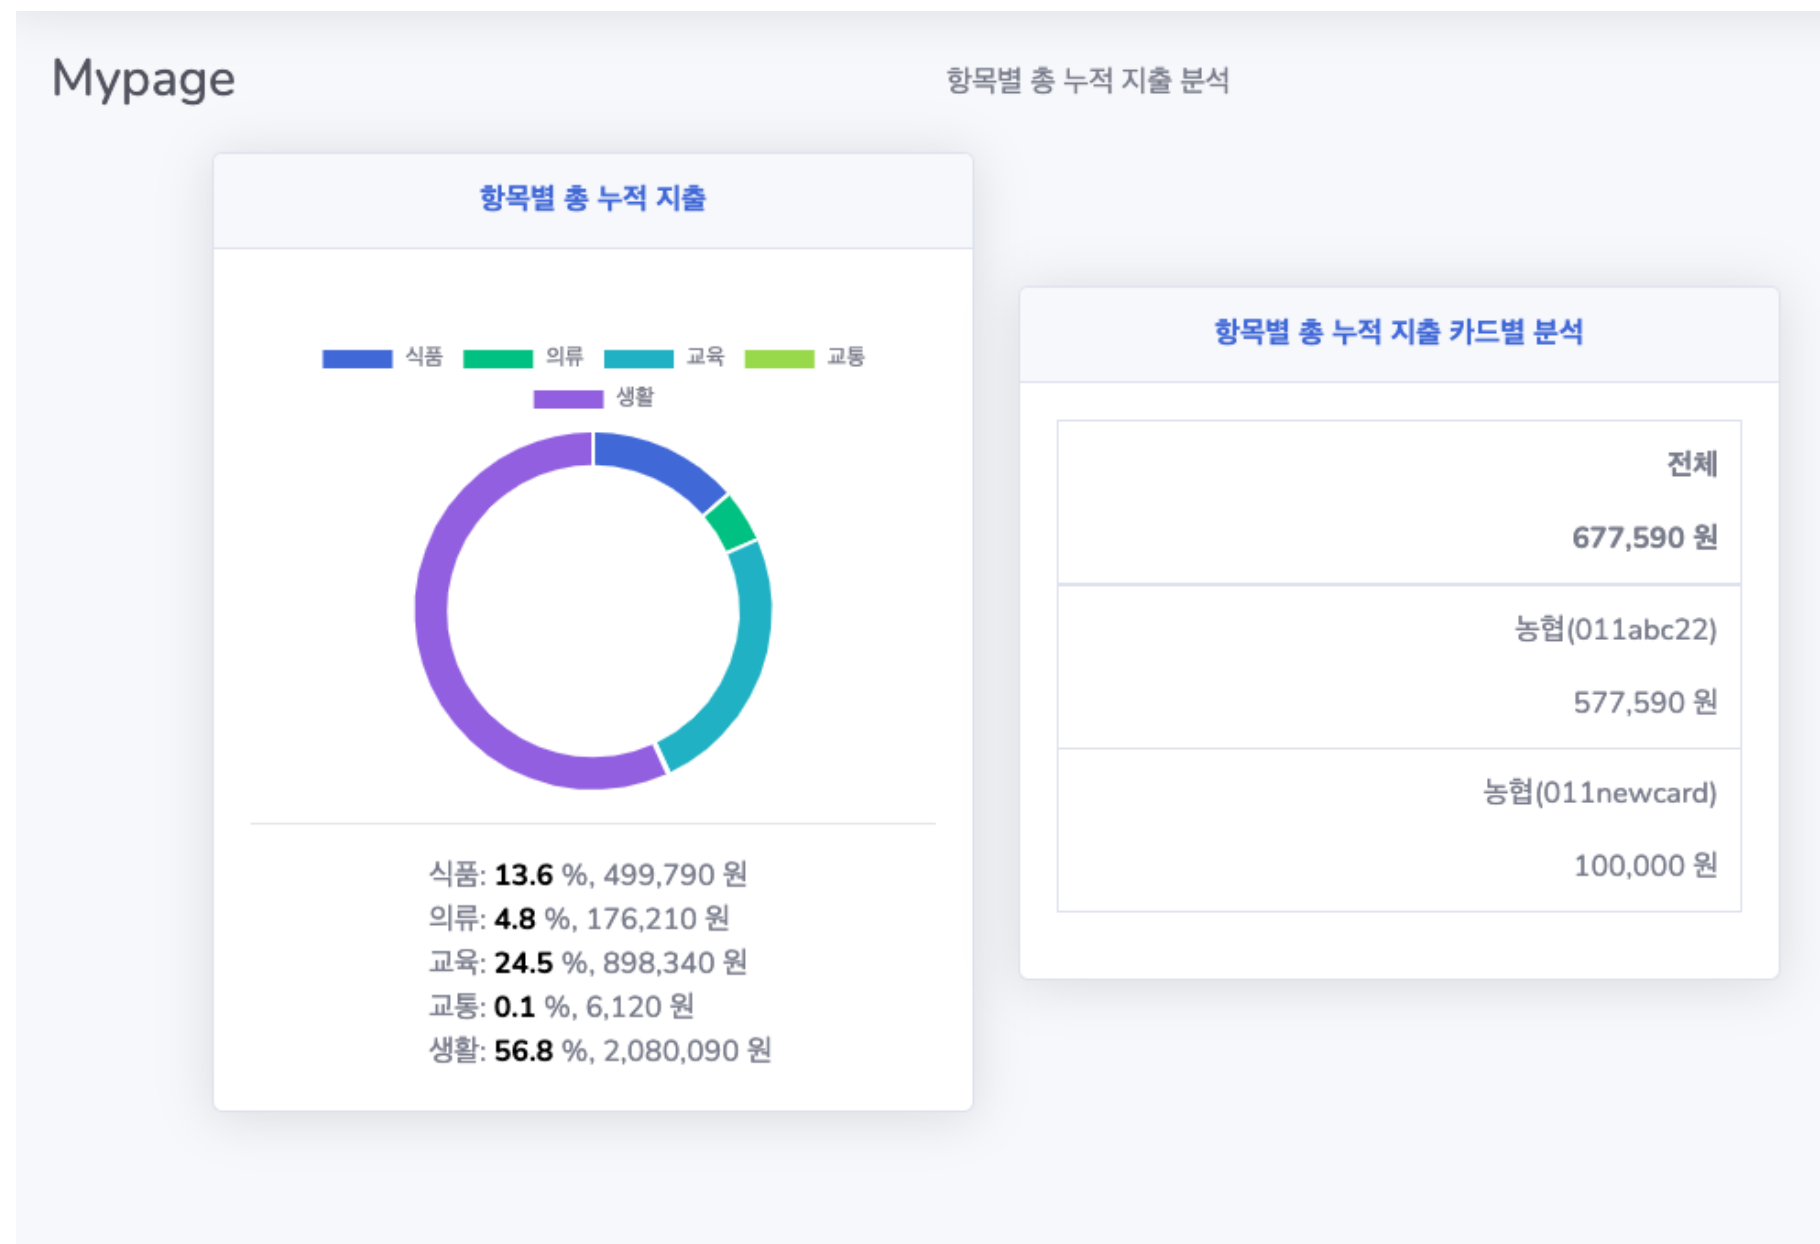 Mypage
항목별 총 누적 지출 분석
항목별 총 누적 지출
식품 의류 교육 교통
생활
식품: 13.6 %, 499,790 원
의류: 4.8 %, 176,210 원
교육: 24.5 %, 898,340 원
교통: 0.1 %, 6,120 원
생활: 56.8 %, 2,080,090 원
항목별 총 누적 지출 카드별 분석
전체
677,590 원
농협(011abc22)
577,590 원
농협(011newcard)
100,000 원